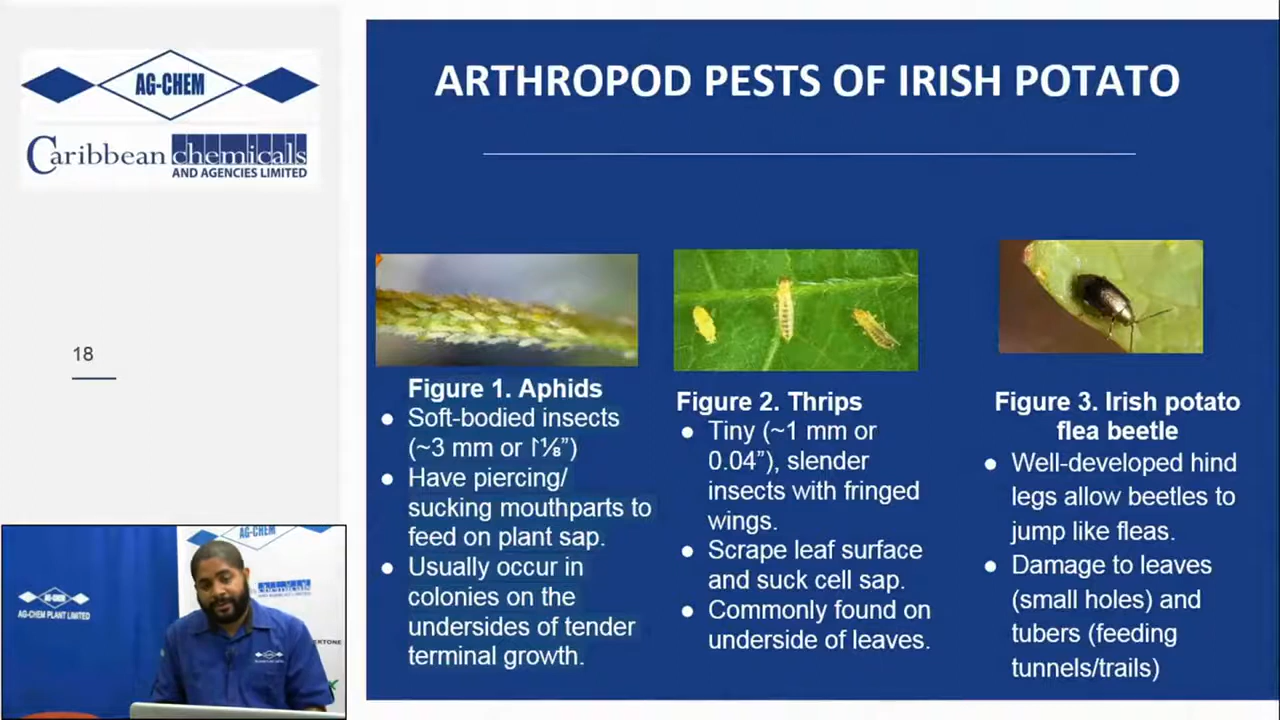 AG-CHEM
Caribbean chemicals
AND AGENCIES LIMITED
18
ARTHROPOD PESTS OF IRISH POTATO
Figure 1. Aphids
● Soft-bodied insects
(~3 mm or ⅛”)
● Have piercing/
sucking mouthparts to
feed on plant sap.
● Usually occur in
colonies on the
undersides of tender
terminal growth.
Figure 2. Thrips
● Tiny (~1 mm or
0.04”), slender
insects with fringed
wings.
● Scrape leaf surface
and suck cell sap.
● Commonly found on
underside of leaves.
Figure 3. Irish potato
flea beetle
● Well-developed hind
legs allow beetles to
jump like fleas.
● Damage to leaves
(small holes) and
tubers (feeding
tunnels/trails)
AG-CHEM
AG-CHEM PLANT LIMITED